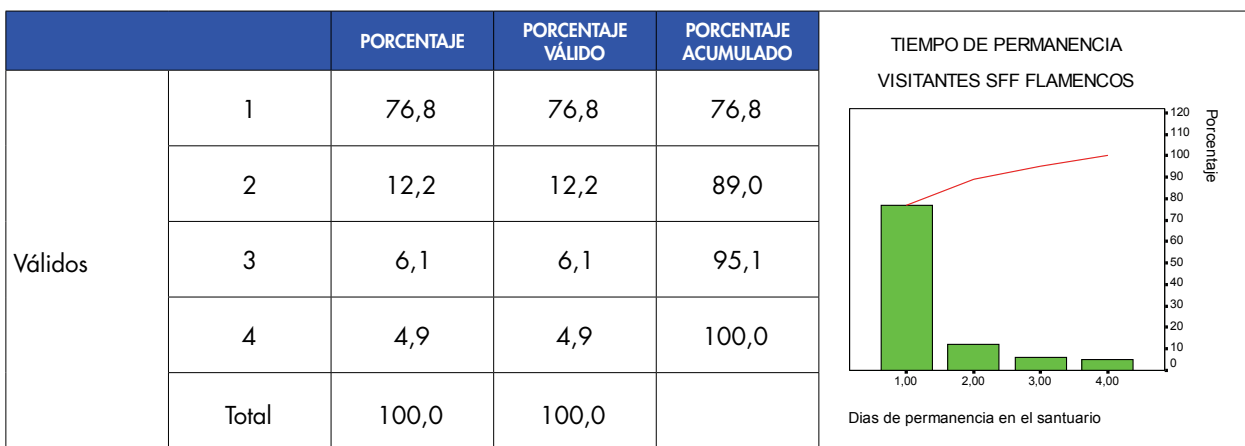 PORCENTAJE PORCENTAJE VÁLIDO PORCENTAJE ACUMULADO
Válidos
1 76,8 76,8 76,8
2 12,2 12,2 89,0
3 6,1 6,1 95,1
4 4,9 4,9 100,0
Total 100,0 100,0
TIEMPO DE PERMANENCIA
VISITANTES SFF FLAMENCOS
120
110
100
90
80
70
60
50
40
30
20
10
0
Porcentaje
1,00 2,00 3,00 4,00
Dias de permanencia en el santuario